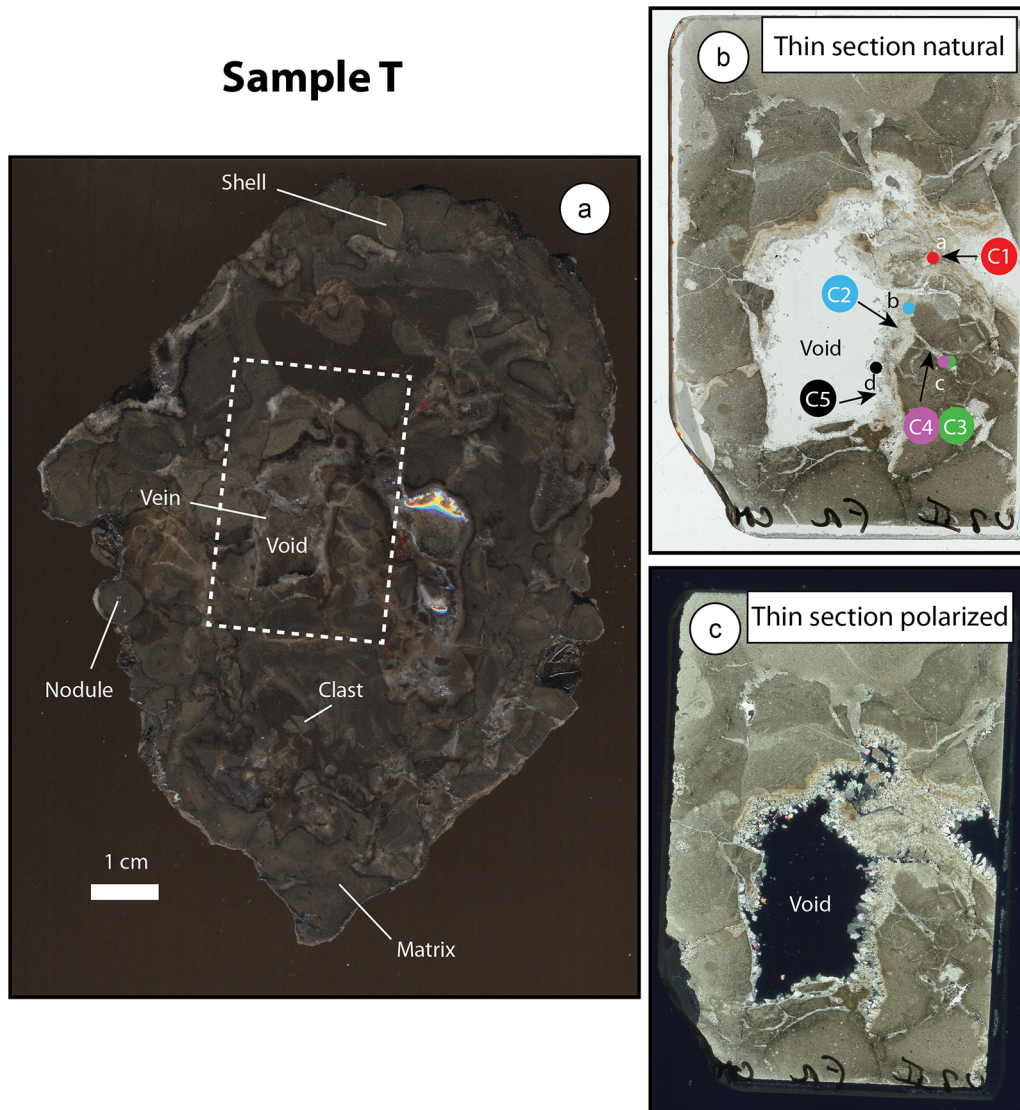 Sample T
a
Shell
Vein
Void
Nodule
Clast
1 cm
Matrix
b
Thin section natural
a
C1
C2
b
Void
c
d
C5
C4
C3
c
Thin section polarized
Void